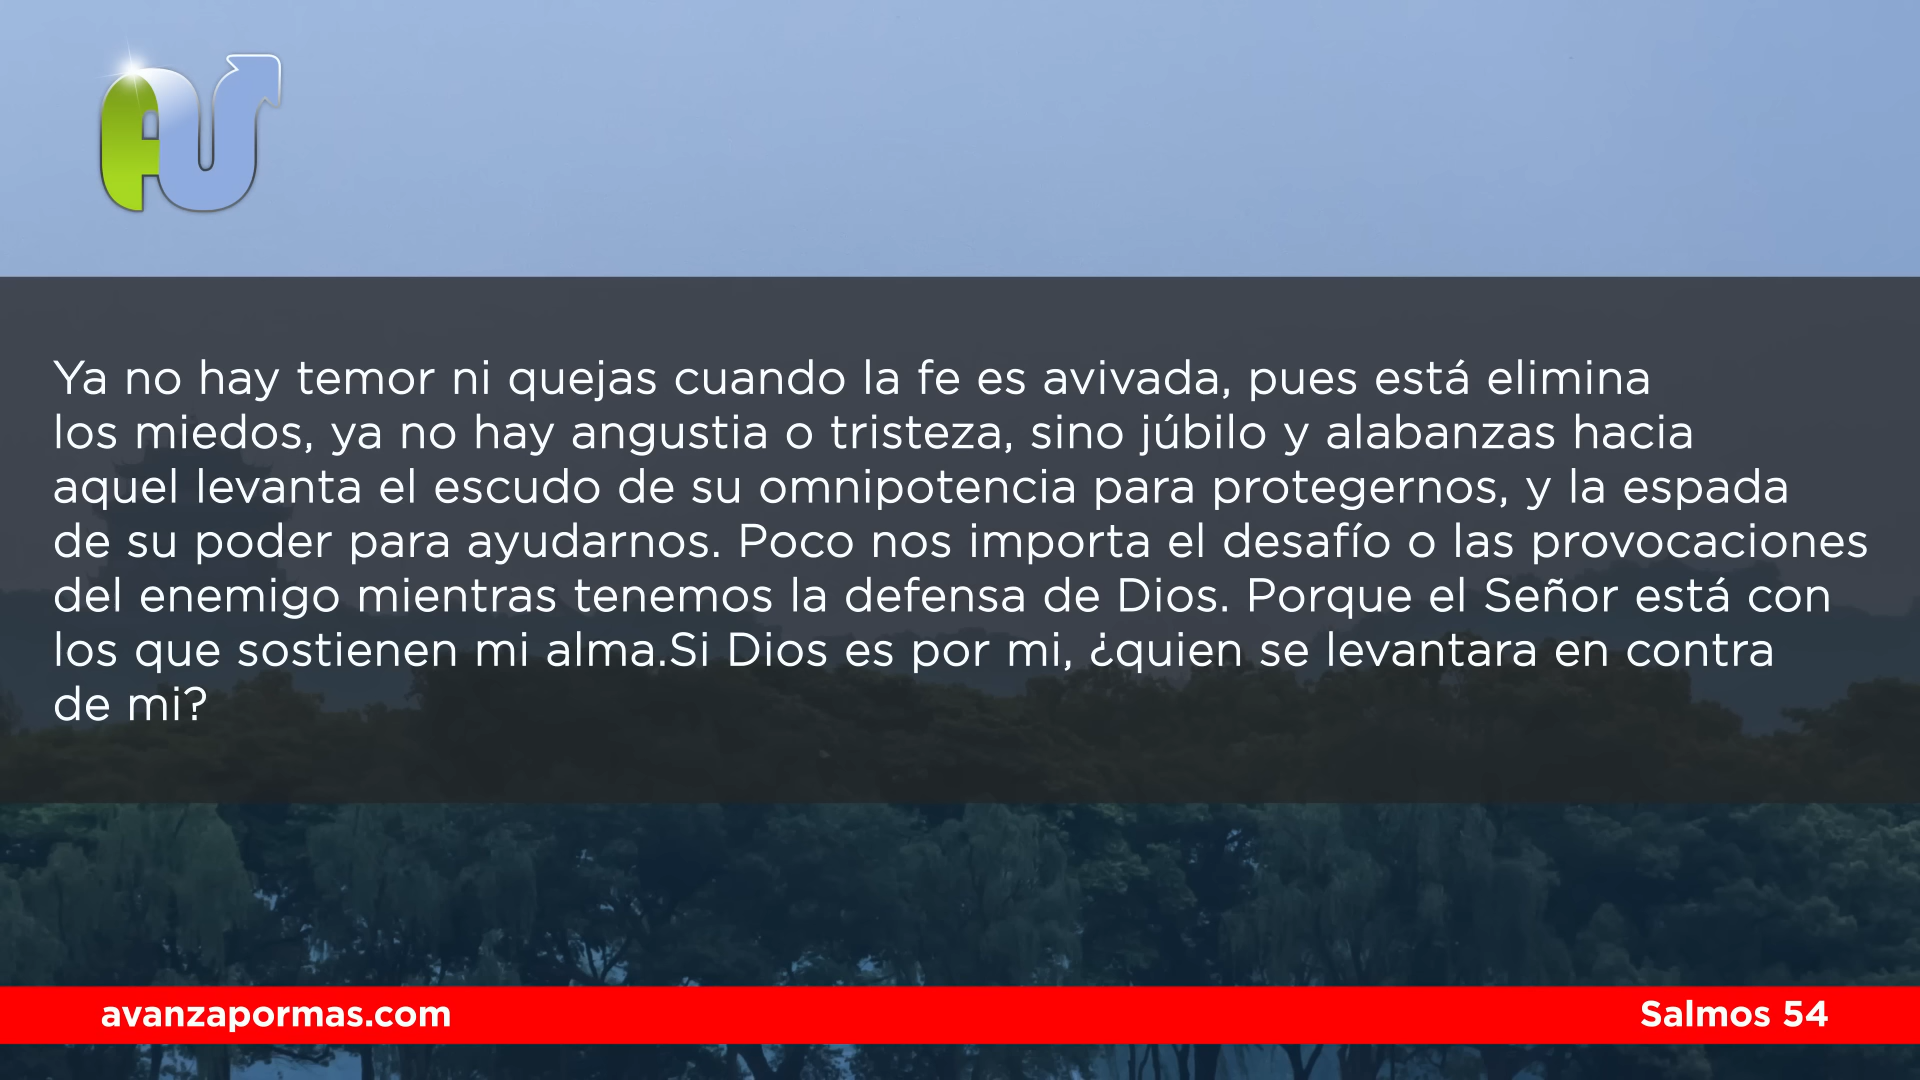 Ya no hay temor ni quejas cuando la fe es avivada, pues está elimina
los miedos, ya no hay angustia o tristeza, sino júbilo y alabanzas hacia
aquel levanta el escudo de su omnipotencia para protegernos, y la espada
de su poder para ayudarnos. Poco nos importa el desafío o las provocaciones
del enemigo mientras tenemos la defensa de Dios. Porque el Señor está con
los que sostienen mi alma.Si Dios es por mi, ¿quien se levantara en contra
de mi?
avanzapormas.com
Salmos 54